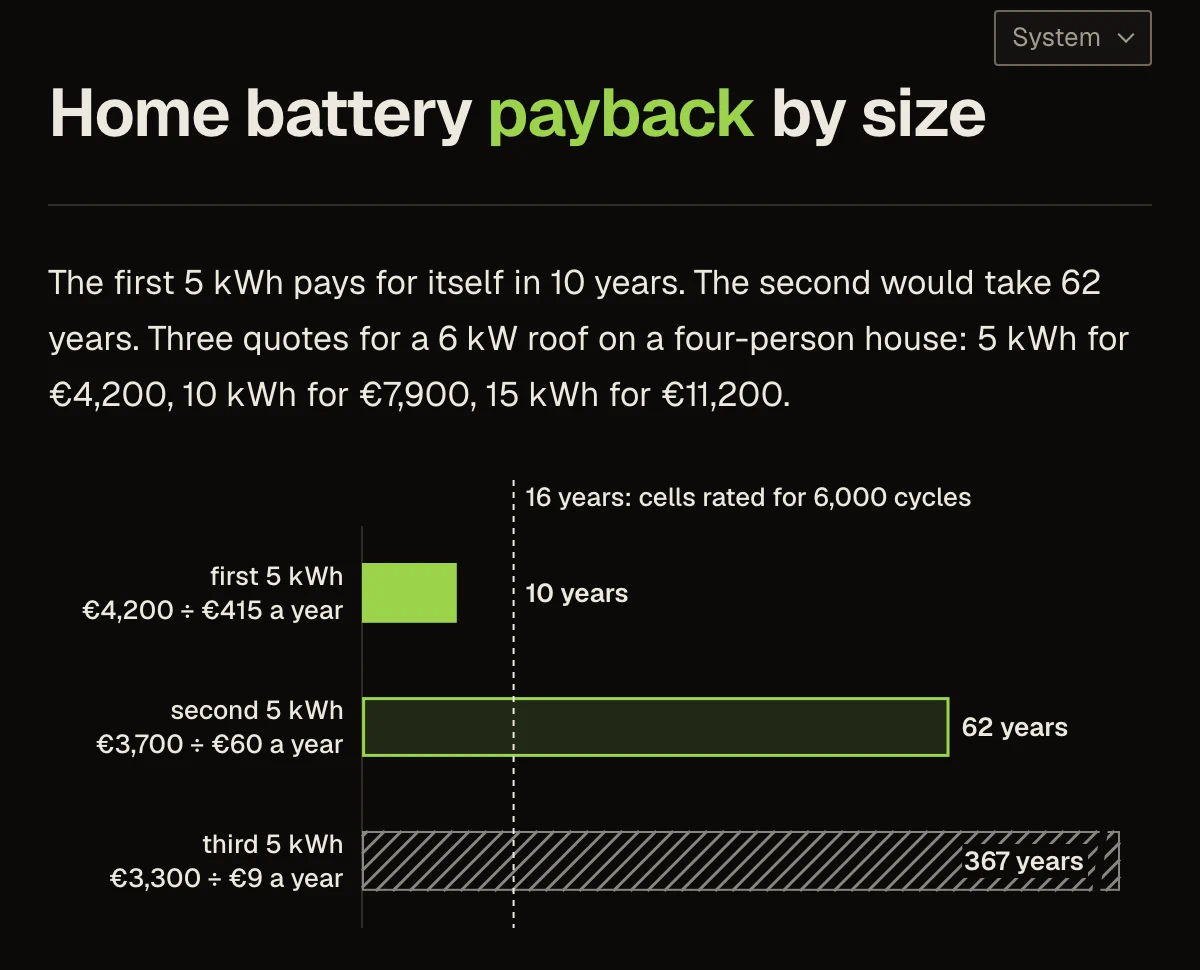 System
Home battery payback by size
The first 5 kWh pays for itself in 10 years. The second would take 62
years. Three quotes for a 6 kW roof on a four-person house: 5 kWh for
€4,200, 10 kWh for €7,900, 15 kWh for €11,200.
16 years: cells rated for 6,000 cycles
first 5 kWh
€4,200 ÷ €415 a year
10 years
second 5 kWh
€3,700 ÷ €60 a year
62 years
third 5 kWh
€3,300 ÷ €9 a year
367 years